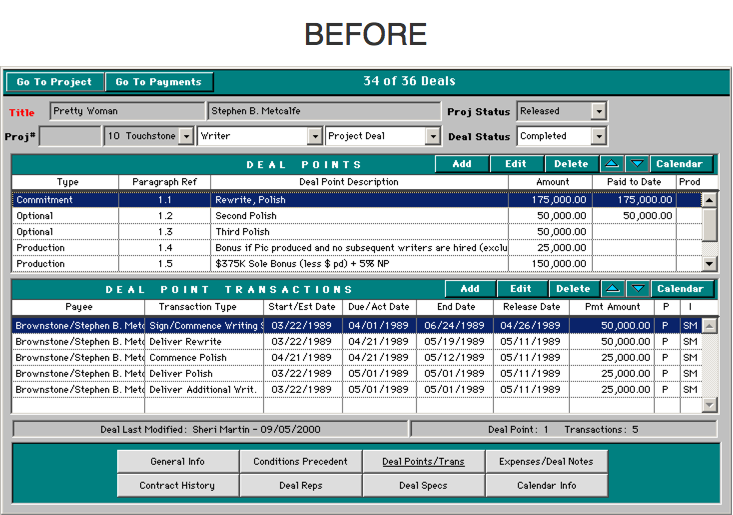 BEFORE
Go To Project Go To Payments 34 of 36 Deals
Title Pretty Woman Stephen B. Metcalfe Proj Status Released
Proj# 10 Touchstone Writer Project Deal Deal Status Completed
DEAL POINTS Add Edit Delete Calendar
Type Paragraph Ref Deal Point Description Amount Paid to Date Prod
Commitment 1.1 Rewrite, Polish 175,000.00 175,000.00
Optional 1.2 Second Polish 50,000.00 50,000.00
Optional 1.3 Third Polish 50,000.00
Production 1.4 Bonus if Pic produced and no subsequent writers are hired (exclu 25,000.00
Production 1.5 $375K Sole Bonus (less $ pd) + 5% NP 150,000.00
DEAL POINT TRANSACTIONS Add Edit Delete Calendar
Payee Transaction Type Start/Est Date Due/Act Date End Date Release Date Pmt Amount P I
Brownstone/Stephen B. Metc Sign/Commence Writing S 03/22/1989 04/01/1989 06/24/1989 04/26/1989 50,000.00 P SM
Brownstone/Stephen B. Metc Deliver Rewrite 03/22/1989 04/21/1989 05/19/1989 05/11/1989 50,000.00 P SM
Brownstone/Stephen B. Metc Commence Polish 04/21/1989 04/21/1989 05/12/1989 05/11/1989 25,000.00 P SM
Brownstone/Stephen B. Metc Deliver Polish 03/22/1989 05/01/1989 05/01/1989 05/11/1989 25,000.00 P SM
Brownstone/Stephen B. Metc Deliver Additional Writ. 03/22/1989 05/01/1989 05/01/1989 05/11/1989 25,000.00 P SM
Deal Last Modified: Sheri Martin - 09/05/2000 Deal Point: 1 Transactions: 5
General Info Conditions Precedent Deal Points/Trans Expenses/Deal Notes
Contract History Deal Reps Deal Specs Calendar Info